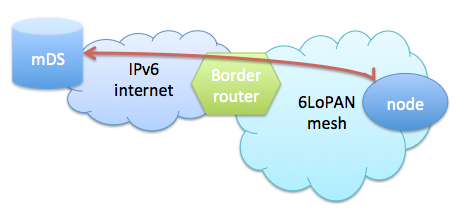 mDS
IPv6
internet
Border
router
6LoPAN
mesh
node